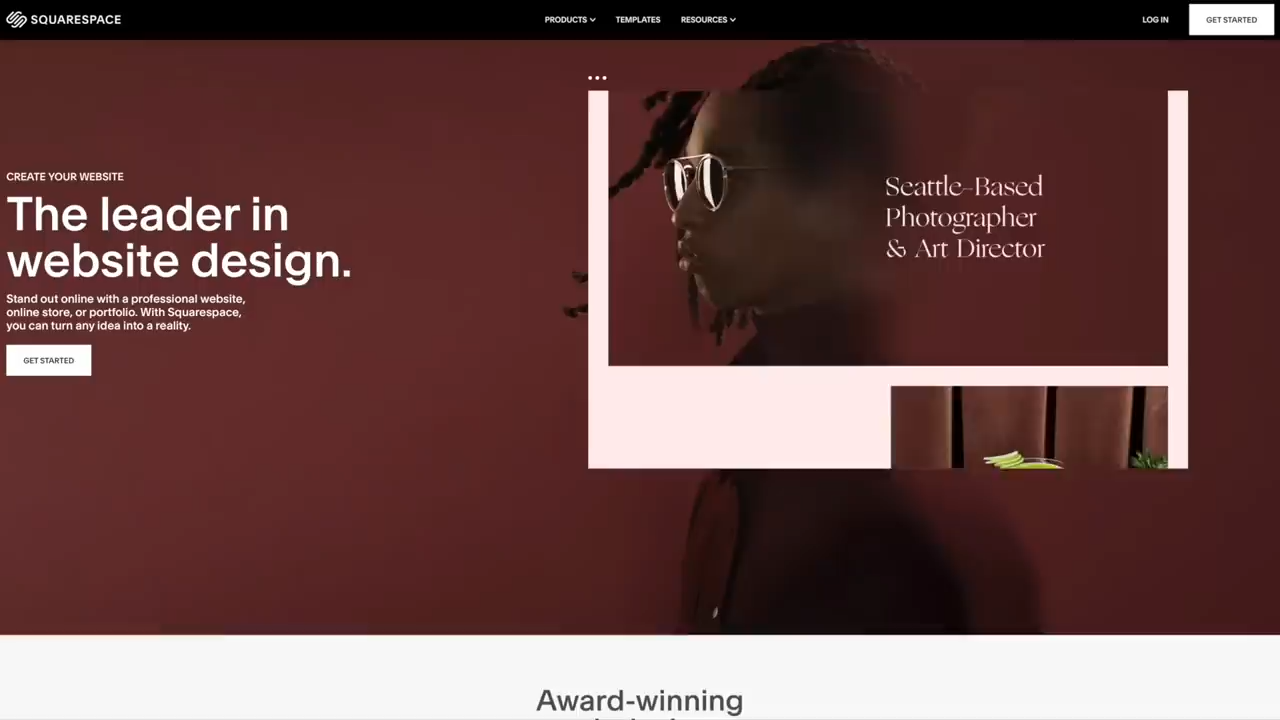 SQUARESPACE
PRODUCTS
TEMPLATES
RESOURCES
LOG IN
GET STARTED
CREATE YOUR WEBSITE
The leader in
website design.
Stand out online with a professional website,
online store, or portfolio. With Squarespace,
you can turn any idea into a reality.
GET STARTED
Seattle-Based
Photographer
& Art Director
Award-winning